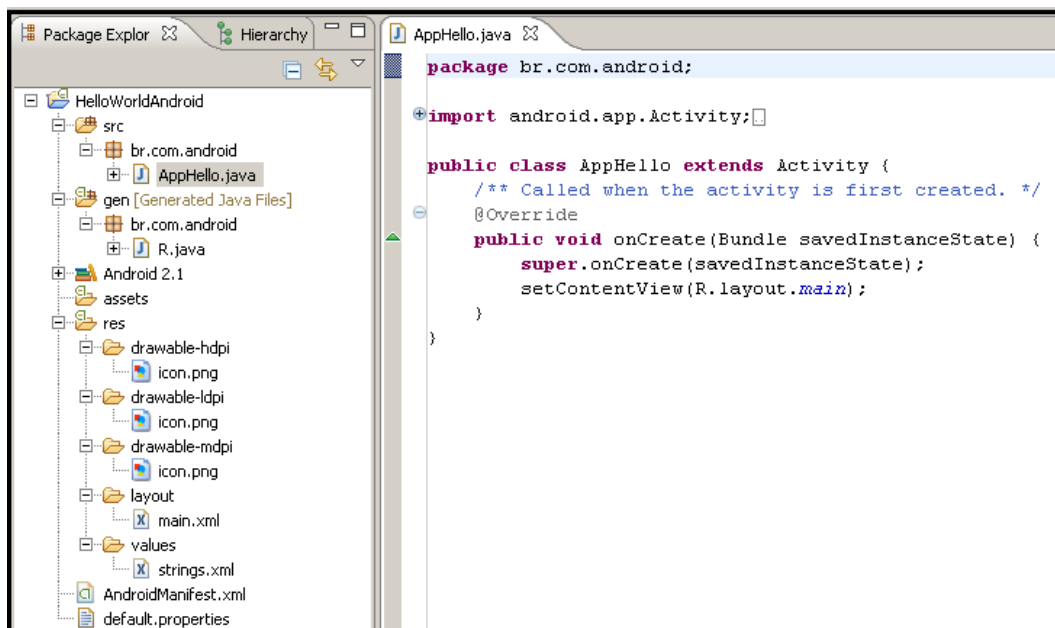 Package Explor
Hierarchy
HelloWorldAndroid
src
br.com.android
AppHello.java
gen [Generated Java Files]
br.com.android
R.java
Android 2.1
assets
res
drawable-hdpi
icon.png
drawable-ldpi
icon.png
drawable-mdpi
icon.png
layout
main.xml
values
strings.xml
AndroidManifest.xml
default.properties
AppHello.java
package br.com.android;
import android.app.Activity;
public class AppHello extends Activity {
/** Called when the activity is first created. */
@Override
public void onCreate(Bundle savedInstanceState) {
super.onCreate(savedInstanceState);
setContentView(R.layout.main);
}
}